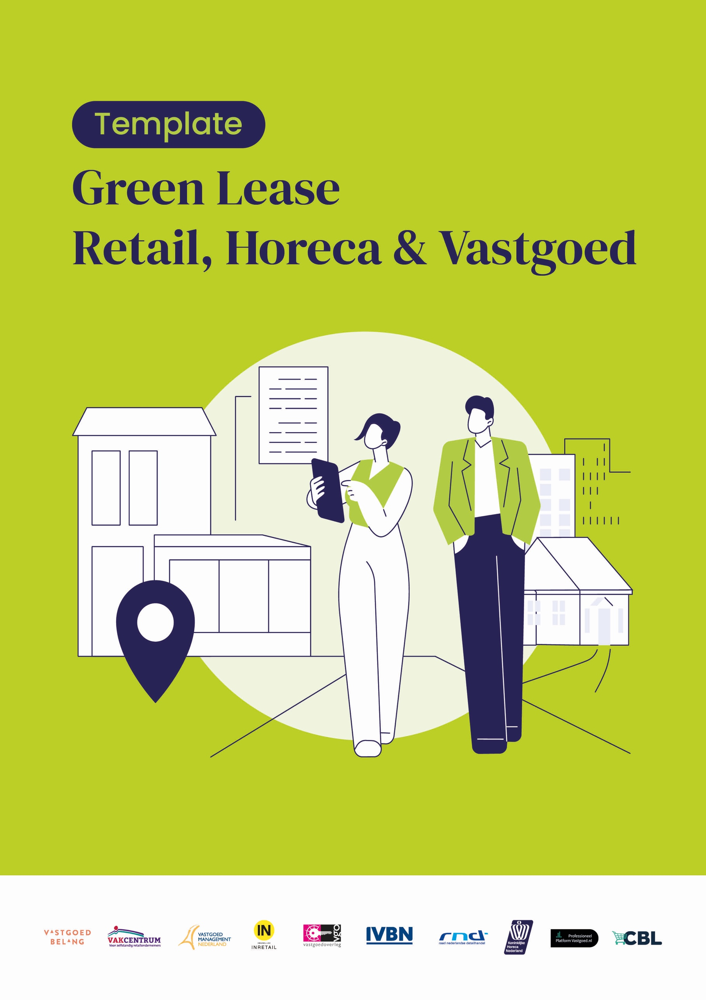 Template
Green Lease
Retail, Horeca & Vastgoed
VASTGOED
BELANG
VAKCENTRUM
Voor zelfstandig retailondernemers
VASTGOED
MANAGEMENT
NEDERLAND
IN
KONINKLIJKE
INRETAIL
vgo
vastgoedoverleg
IVBN
rnd
raad nederlandse detailhandel
Koninklijke
Horeca
Nederland
Professioneel
Platform Vastgoed.nl
CBL